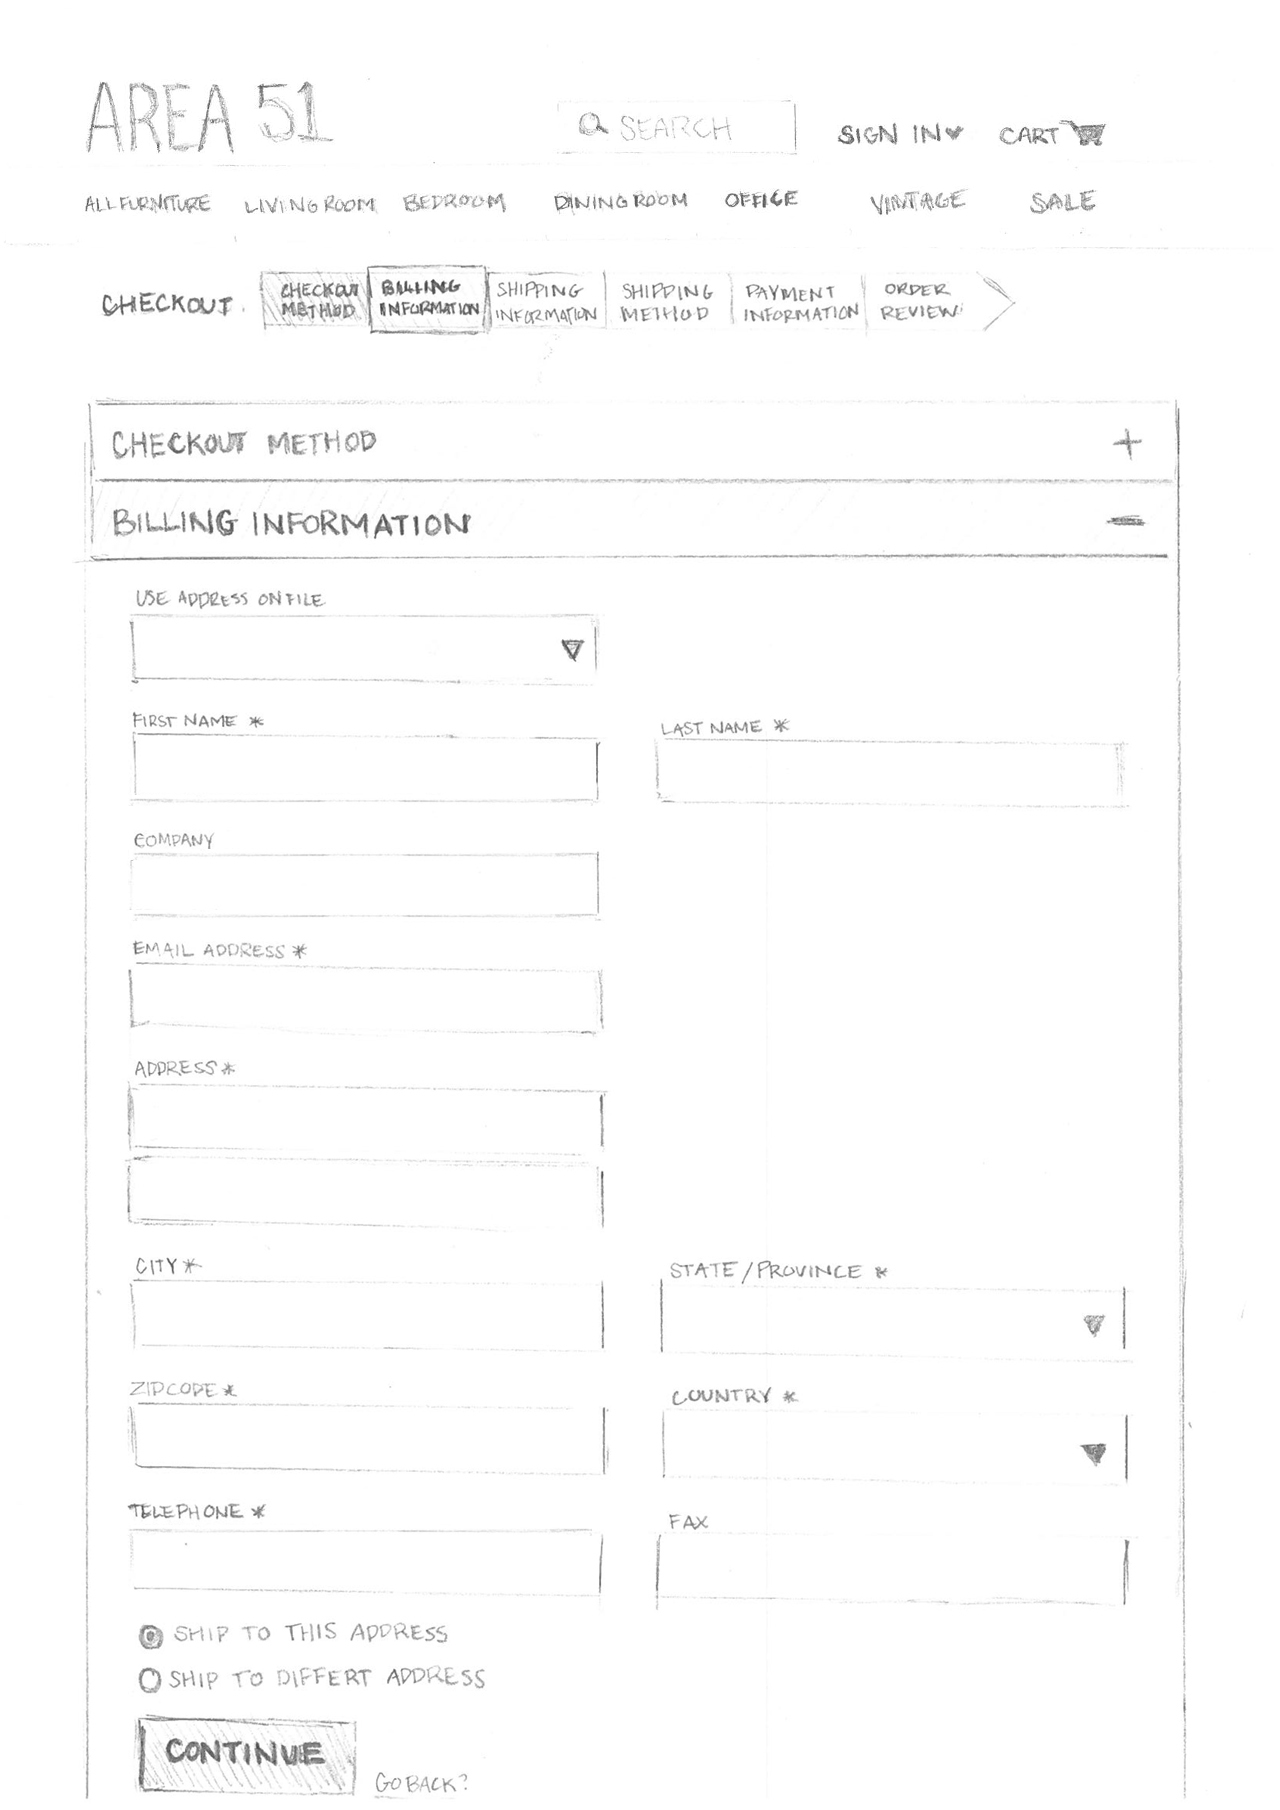 AREA 51
SEARCH
SIGN IN
CART
ALL FURNITURE LIVING ROOM BEDROOM DINING ROOM OFFICE VINTAGE SALE
CHECKOUT
CHECKOUT METHOD
BILLING INFORMATION
SHIPPING INFORMATION
SHIPPING METHOD
PAYMENT INFORMATION
ORDER REVIEW
CHECKOUT METHOD +
BILLING INFORMATION –
USE ADDRESS ON FILE
FIRST NAME *
LAST NAME *
COMPANY
EMAIL ADDRESS *
ADDRESS *
CITY *
STATE/PROVINCE *
ZIPCODE *
COUNTRY *
TELEPHONE *
FAX
SHIP TO THIS ADDRESS
SHIP TO DIFFERT ADDRESS
CONTINUE
GO BACK?